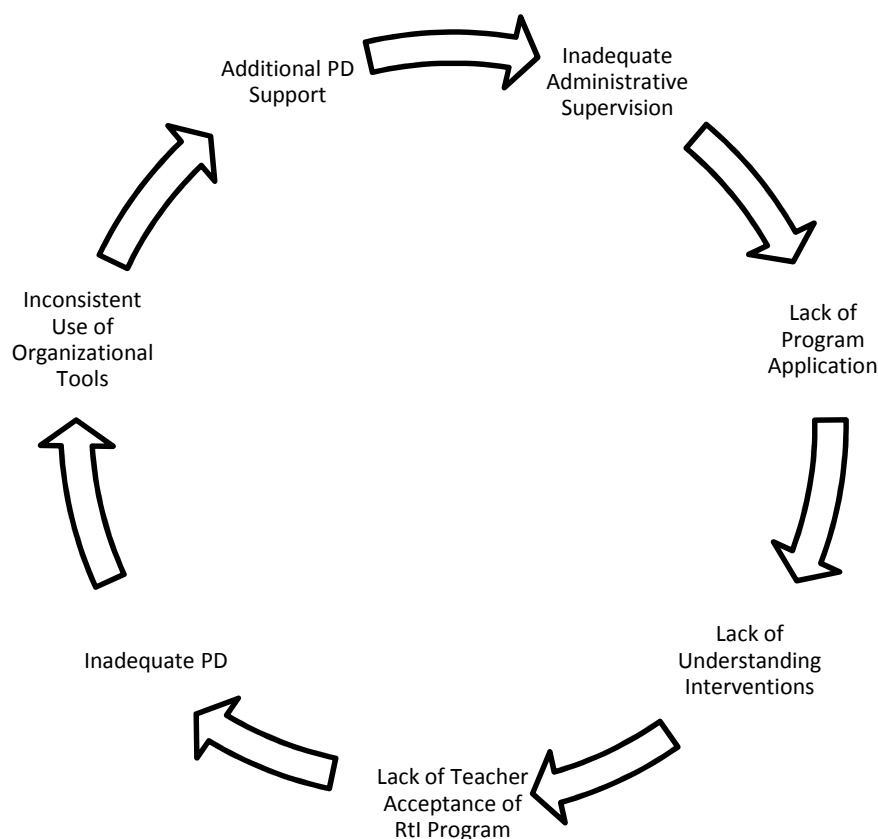 Additional PD
Support
Inadequate
Administrative
Supervision
Lack of
Program
Application
Lack of
Understanding
Interventions
Lack of Teacher
Acceptance of
RtI Program
Inadequate PD
Inconsistent
Use of
Organizational
Tools